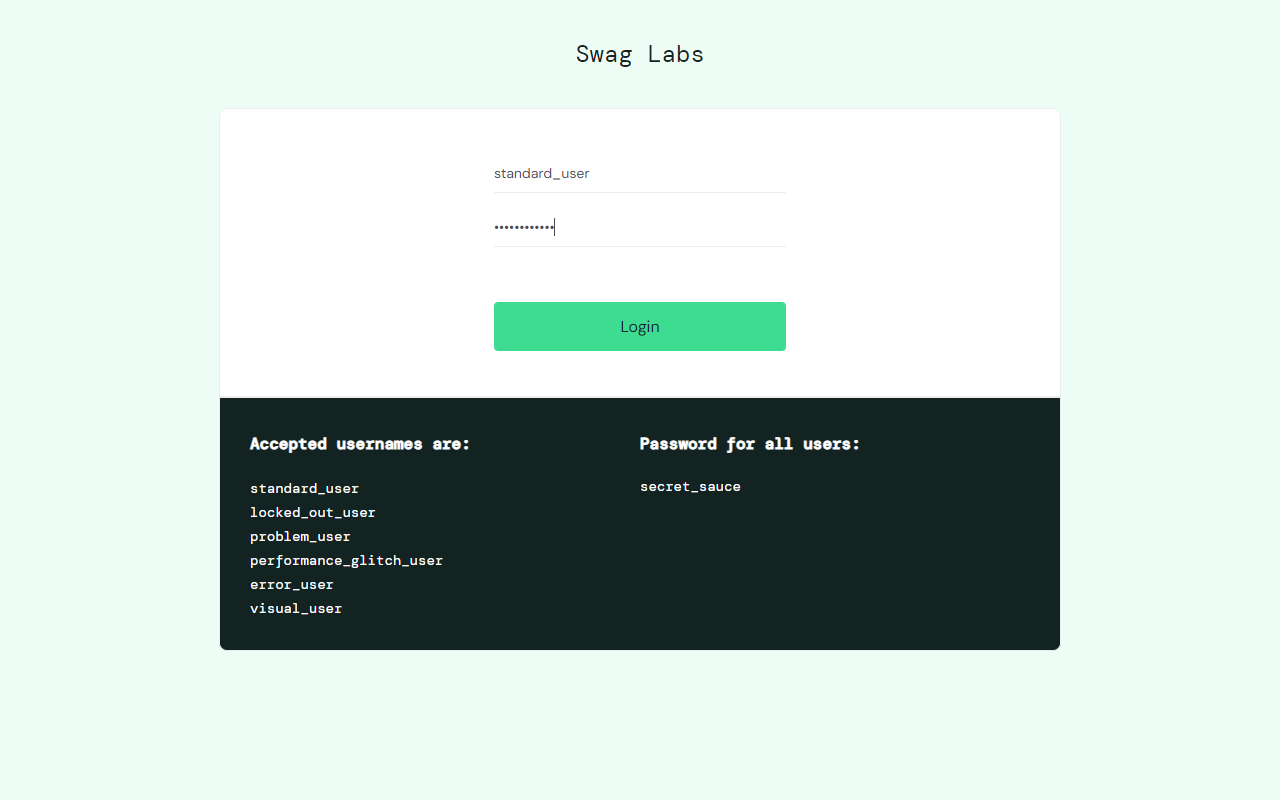 Swag Labs
standard_user
••••••••••••
Login
Accepted usernames are:
standard_user
locked_out_user
problem_user
performance_glitch_user
error_user
visual_user
Password for all users:
secret_sauce